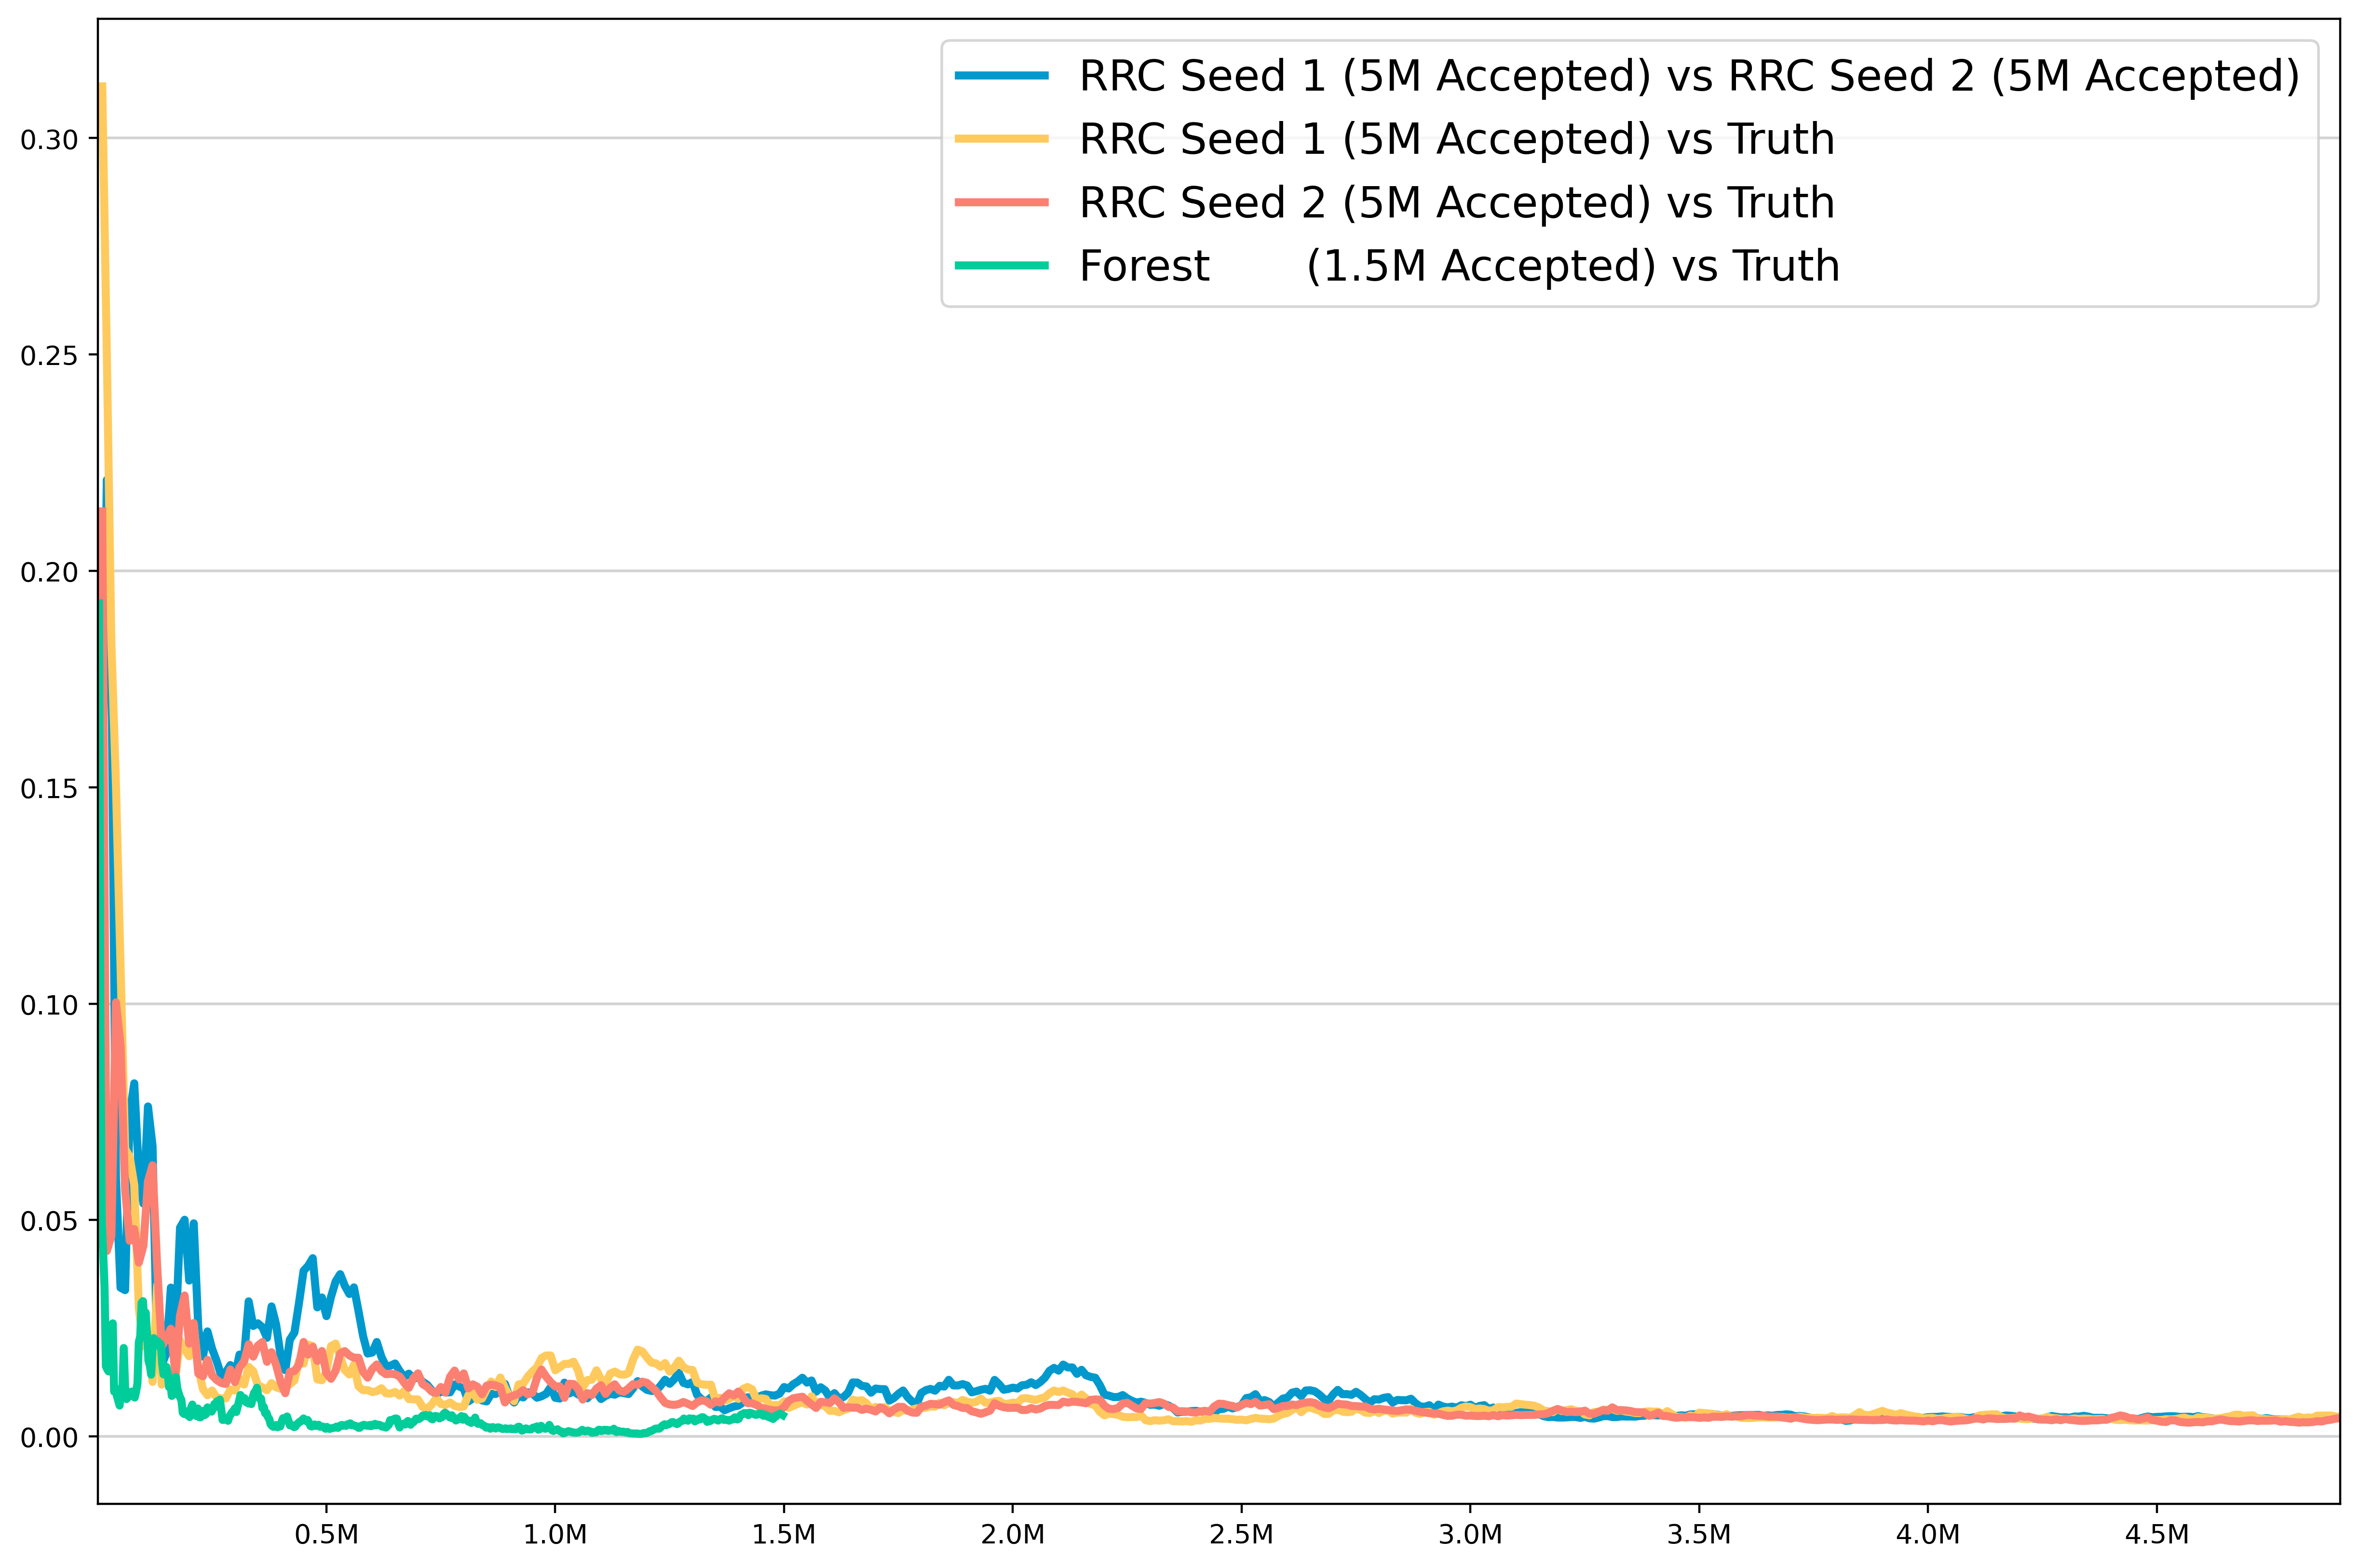 RRC Seed 1 (5M Accepted) vs RRC Seed 2 (5M Accepted)
RRC Seed 1 (5M Accepted) vs Truth
RRC Seed 2 (5M Accepted) vs Truth
Forest (1.5M Accepted) vs Truth
0.30
0.25
0.20
0.15
0.10
0.05
0.00
0.5M 1.0M 1.5M 2.0M 2.5M 3.0M 3.5M 4.0M 4.5M